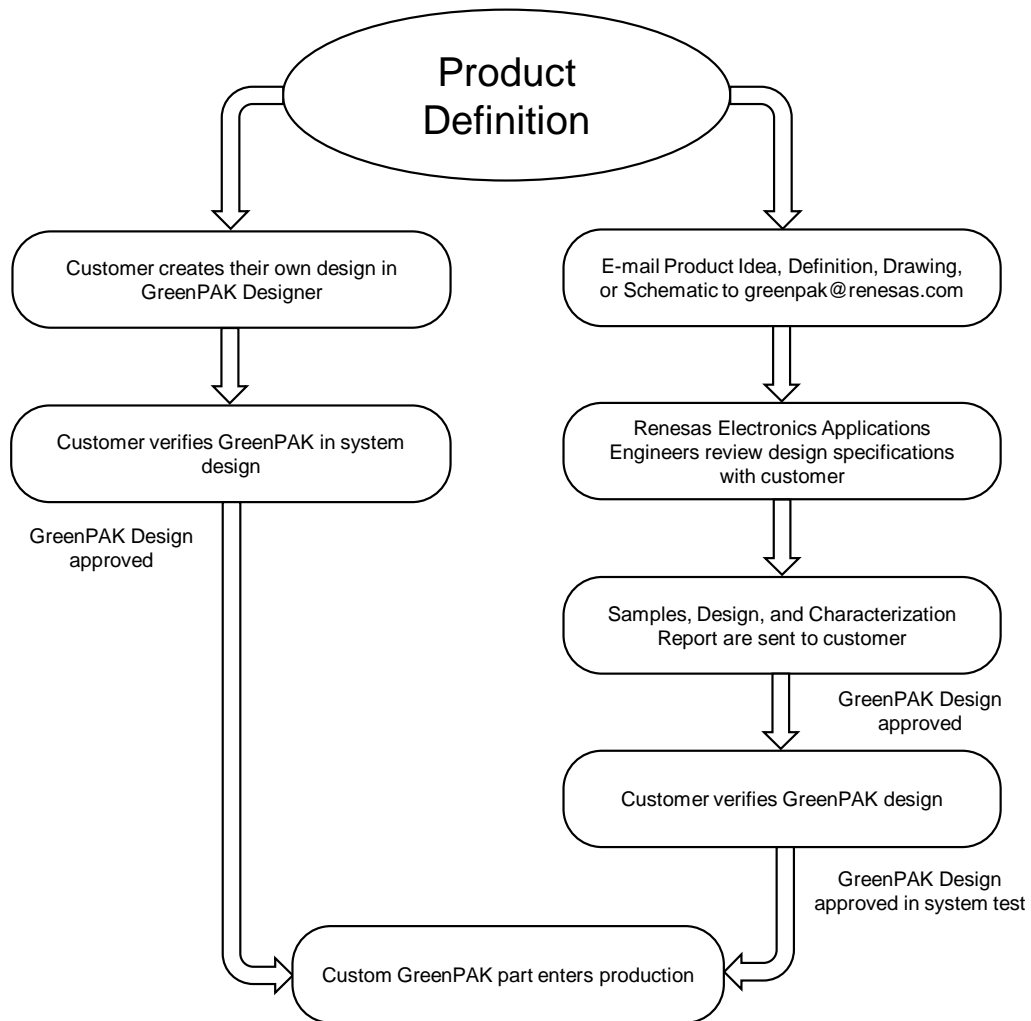 Product
Definition
Customer creates their own design in
GreenPAK Designer
Customer verifies GreenPAK in system
design
GreenPAK Design
approved
E-mail Product Idea, Definition, Drawing,
or Schematic to greenpak@renesas.com
Renesas Electronics Applications
Engineers review design specifications
with customer
Samples, Design, and Characterization
Report are sent to customer
GreenPAK Design
approved
Customer verifies GreenPAK design
GreenPAK Design
approved in system test
Custom GreenPAK part enters production